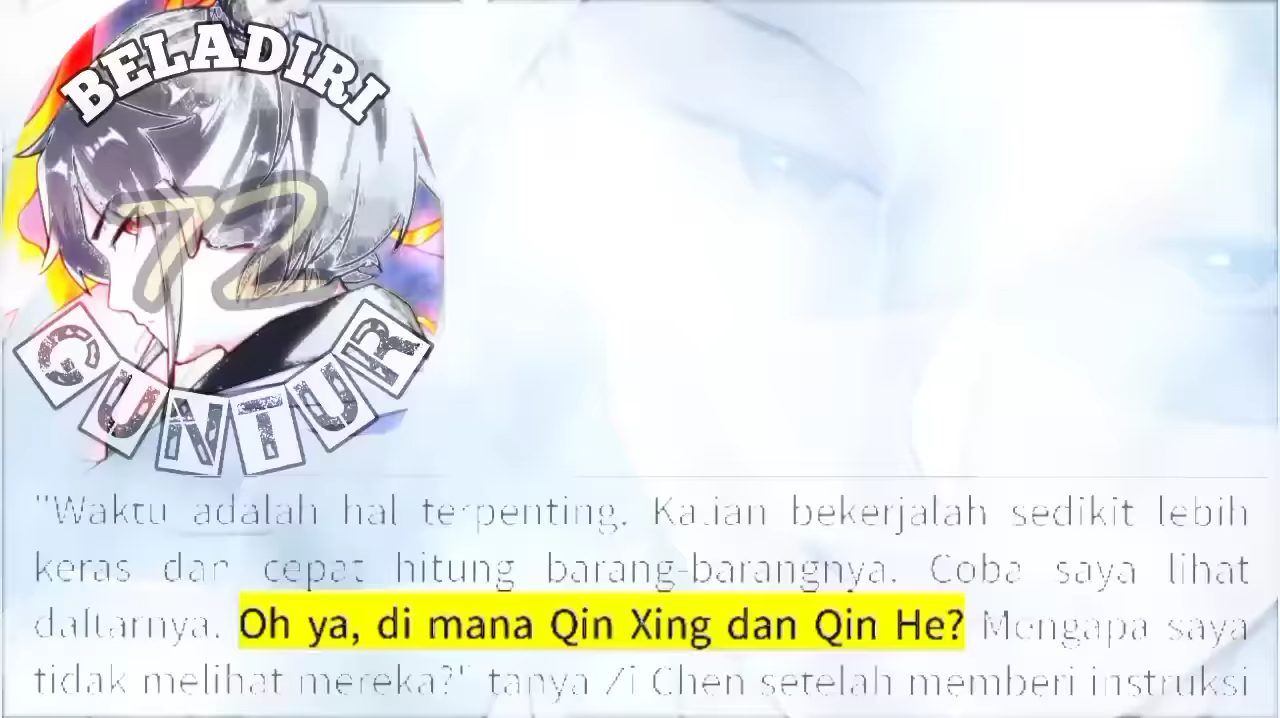 BELADIRI
72
GUNTUR
"Waktu adalah hal terpenting. Kalian bekerjalah sedikit lebih
keras dan cepat hitung barang-barangnya. Coba saya lihat
daftarnya. Oh ya, di mana Qin Xing dan Qin He? Mengapa saya
tidak melihat mereka?" tanya Yi Chen setelah memberi instruksi